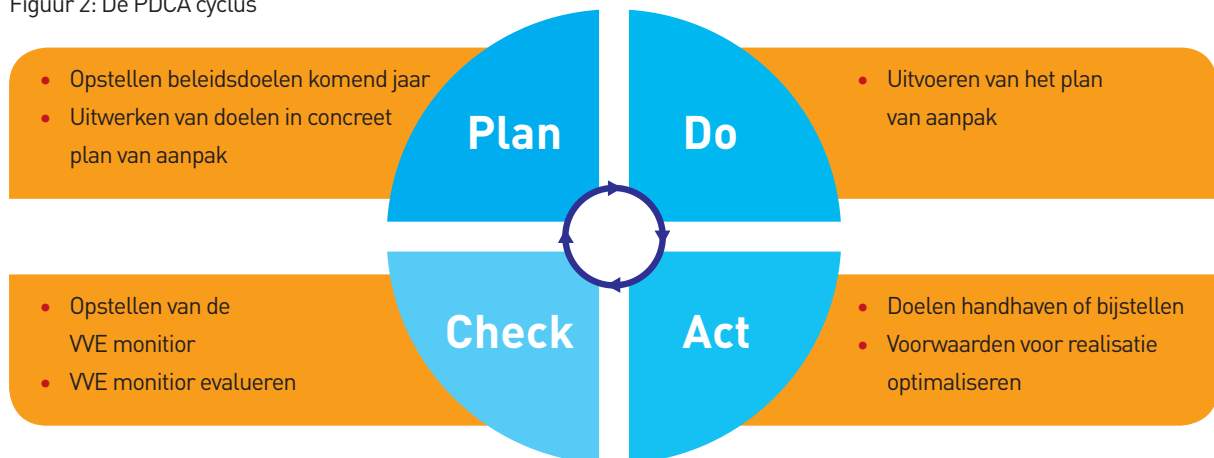 Figuur 2: De PDCA cyclus
• Opstellen beleidsdoelen komend jaar
• Uitwerken van doelen in concreet
plan van aanpak
Plan
Do
• Uitvoeren van het plan
van aanpak
• Opstellen van de
VVE monitior
• VVE monitior evalueren
Check
Act
• Doelen handhaven of bijstellen
• Voorwaarden voor realisatie
optimaliseren